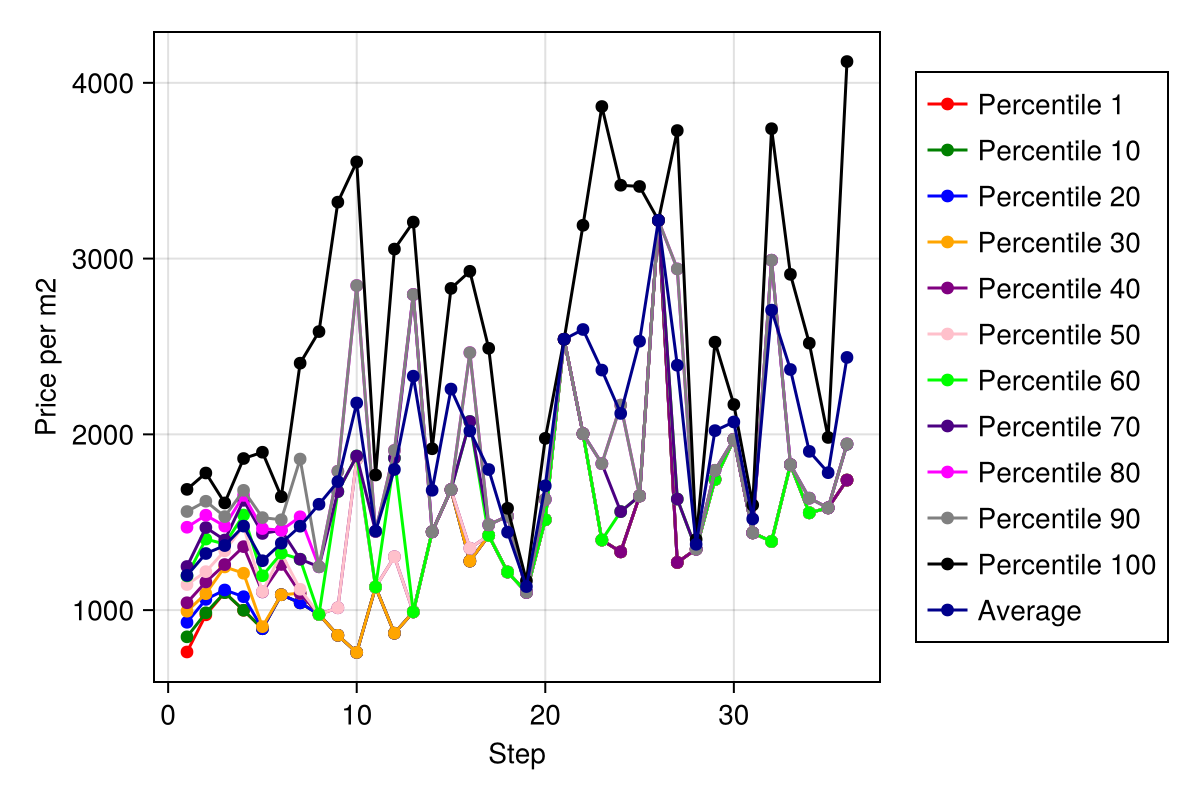 4000
3000
2000
1000
Price per m2
0
10
20
30
Step
Percentile 1
Percentile 10
Percentile 20
Percentile 30
Percentile 40
Percentile 50
Percentile 60
Percentile 70
Percentile 80
Percentile 90
Percentile 100
Average